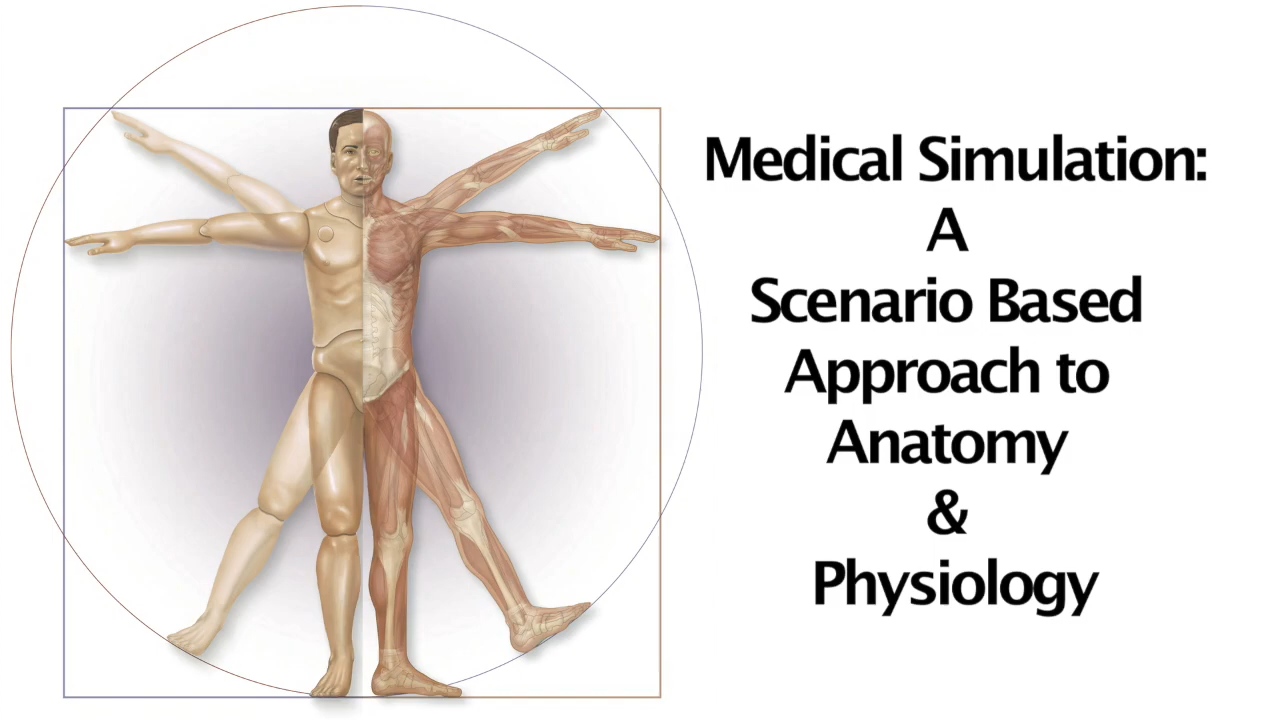 Medical Simulation:
A
Scenario Based
Approach to
Anatomy
&
Physiology